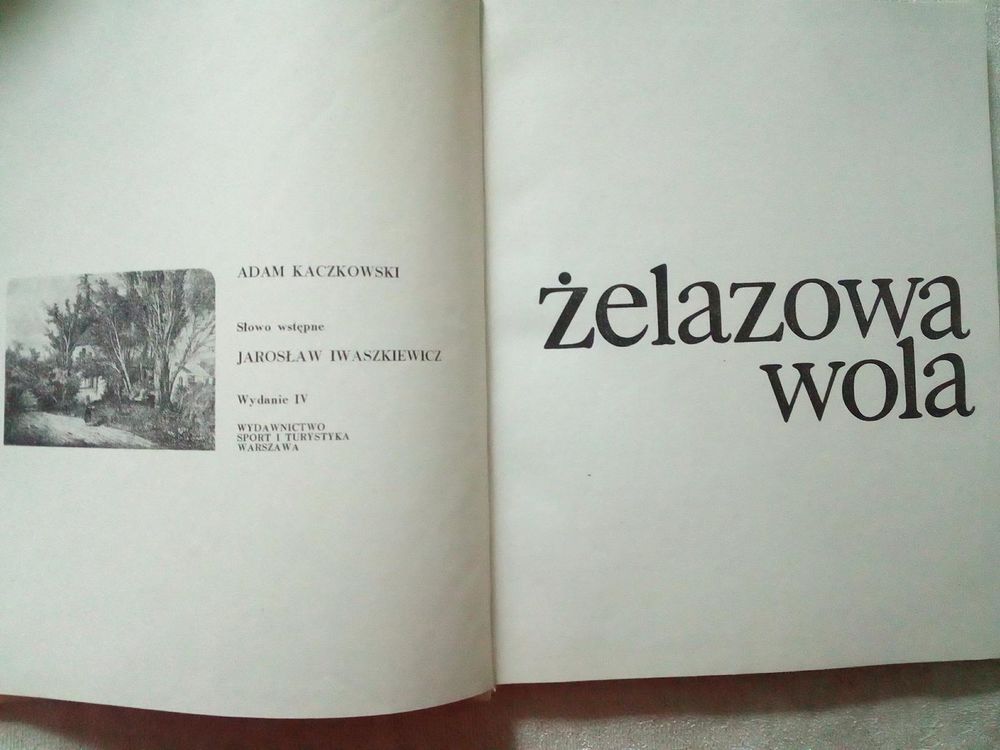 ADAM KACZKOWSKI
Słowo wstępne
JAROSŁAW IWASZKIEWICZ
Wydanie IV
WYDAWNICTWO
SPORT I TURYSTYKA
WARSZAWA
żelazowa
wola